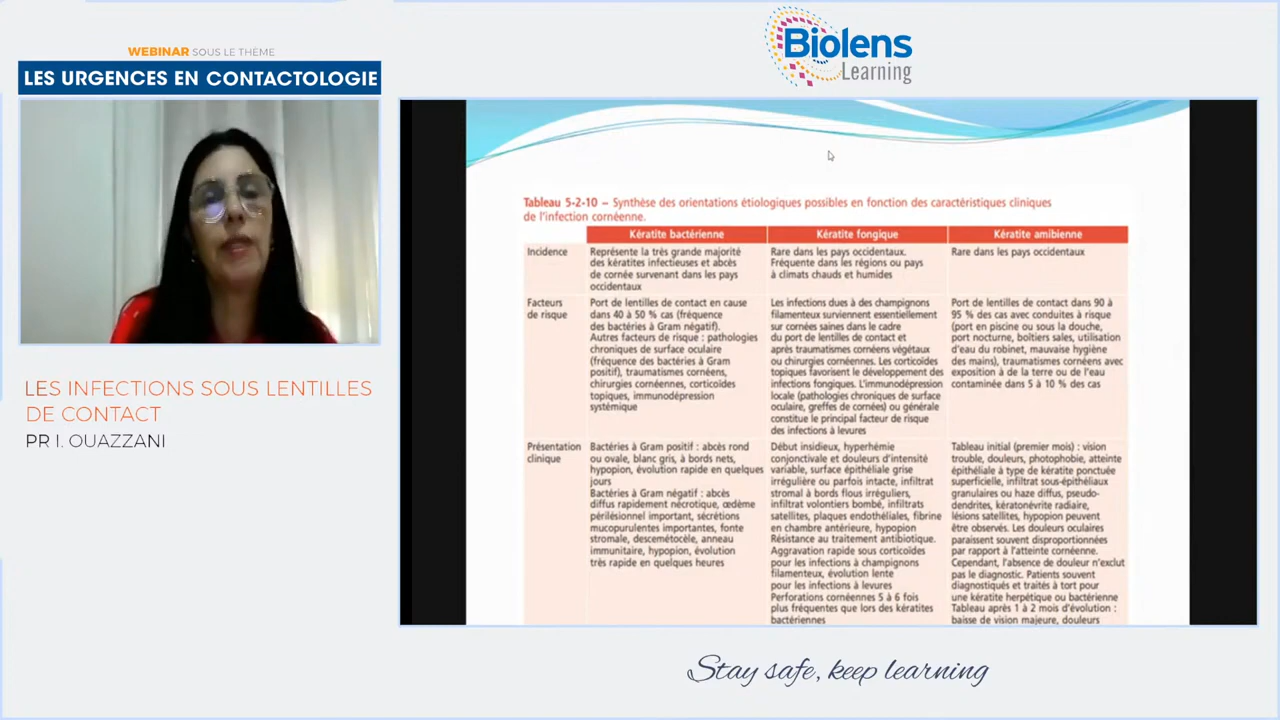 WEBINAR SOUS LE THÈME
LES URGENCES EN CONTACTOLOGIE
Biolens
Learning
LES INFECTIONS SOUS LENTILLES
DE CONTACT
PR I. OUAZZANI
Tableau 5-2-10 – Synthèse des orientations étiologiques possibles en fonction des caractéristiques cliniques
de l'infection cornéenne.
Kératite bactérienne
Kératite fongique
Kératite amibienne
Incidence
Représente la très grande majorité
des kératites infectieuses et abcès
de cornée survenant dans les pays
occidentaux
Rare dans les pays occidentaux.
Fréquente dans les régions ou pays
à climats chauds et humides
Rare dans les pays occidentaux
Facteurs
de risque
Port de lentilles de contact en cause
dans 40 à 50 % cas (fréquence
des bactéries à Gram négatif).
Autres facteurs de risque : pathologies
chroniques de surface oculaire
(fréquence des bactéries à Gram
positif), traumatismes cornéens,
chirurgies cornéennes, corticoïdes
topiques, immunodépression
systémique
Les infections dues à des champignons
filamenteux surviennent essentiellement
sur cornées saines dans le cadre
du port de lentilles de contact et
après traumatismes cornéens végétaux
ou chirurgies cornéennes. Les corticoïdes
topiques favorisent le développement des
infections fongiques. L'immunodépression
locale (pathologies chroniques de surface
oculaire, greffes de cornées) ou générale
constitue le principal facteur de risque
des infections à levures
Port de lentilles de contact dans 90 à
95 % des cas avec conduites à risque
(port en piscine ou sous la douche,
port nocturne, boîtiers sales, utilisation
d'eau du robinet, mauvaise hygiène
des mains), traumatismes cornéens avec
exposition à de la terre ou de l'eau
contaminée dans 5 à 10 % des cas
Présentation
clinique
Bactéries à Gram positif : abcès rond
ou ovale, blanc gris, à bords nets,
hypopion, évolution rapide en quelques
jours
Bactéries à Gram négatif : abcès
diffus rapidement nécrotique, œdème
périlésionnel important, sécrétions
mucopurulentes importantes, fonte
stromale, descemétocèle, anneau
immunitaire, hypopion, évolution
très rapide en quelques heures
Début insidieux, hyperhémie
conjonctivale et douleurs d'intensité
variable, surface épithéliale grise
irrégulière ou parfois intacte, infiltrat
stromal à bords flous irréguliers,
infiltrat volontiers bombé, infiltrats
satellites, plaques endothéliales, fibrine
en chambre antérieure, hypopion
Résistance au traitement antibiotique.
Aggravation rapide sous corticoïdes
pour les infections à champignons
filamenteux, évolution lente
pour les infections à levures
Perforations cornéennes 5 à 6 fois
plus fréquentes que lors des kératites
bactériennes
Tableau initial (premier mois) : vision
trouble, douleurs, photophobie, atteinte
épithéliale à type de kératite ponctuée
superficielle, infiltrat sous-épithéliaux
granulaires ou haze diffus, pseudo-
dendrites, kératonévrite radiaire,
lésions satellites, hypopion peuvent
être observés. Les douleurs oculaires
paraissent souvent disproportionnées
par rapport à l'atteinte cornéenne.
Cependant, l'absence de douleur n'exclut
pas le diagnostic. Patients souvent
diagnostiqués et traités à tort pour
une kératite herpétique ou bactérienne
Tableau après 1 à 2 mois d'évolution :
baisse de vision majeure, douleurs
Stay safe, keep learning